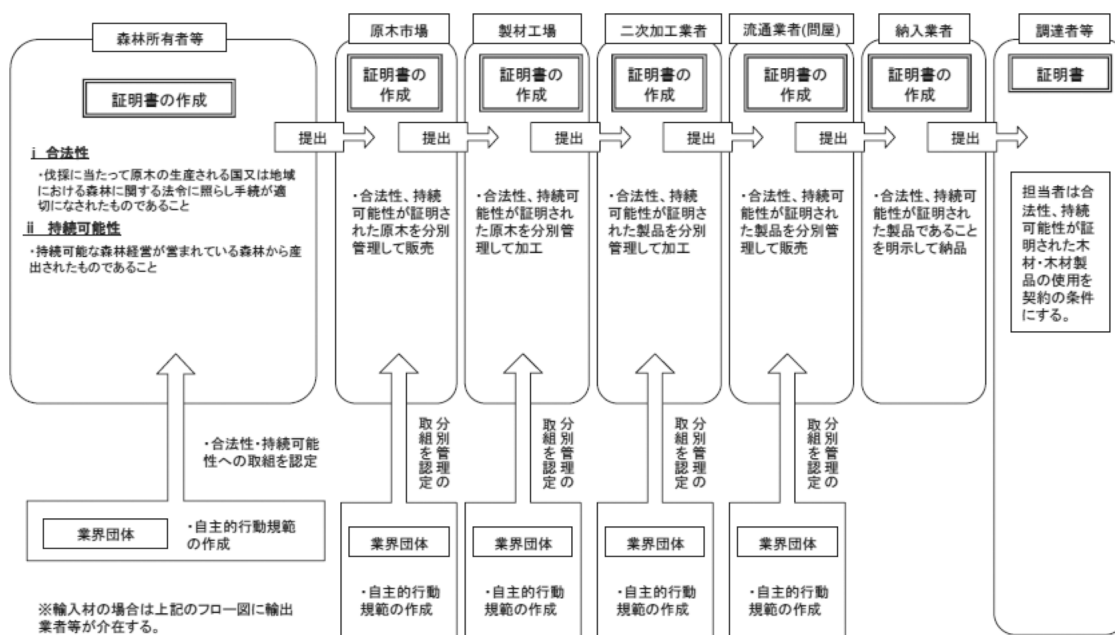 森林所有者等
証明書の作成
i 合法性
・伐採に当たって原木の生産される国又は地域
における森林に関する法令に照らし手続が適
切になされたものであること
ii 持続可能性
・持続可能な森林経営が営まれている森林から産
出されたものであること
提出
原木市場
証明書の
作成
・合法性、持続
可能性が証明さ
れた原木を分別
管理して販売
提出
製材工場
証明書の
作成
・合法性、持続可
能性が証明され
た原木を分別管
理して加工
提出
二次加工業者
証明書の
作成
・合法性、持続可
能性が証明され
た製品を分別管
理して加工
提出
流通業者(問屋)
証明書の
作成
・合法性、持続可
能性が証明され
た製品を分別管
理して販売
提出
納入業者
証明書の
作成
・合法性、持続可
能性が証明され
た製品であること
を明示して納品
提出
調達者等
証明書
担当者は合
法性、持続
可能性が
証明された木
材・木材製
品の使用を
契約の条件
にする。
・合法性・持続可能
性への取組を認定
業界団体
・自主的行動規範
の作成
分別管理の
取組を認定
業界団体
・自主的行動
規範の作成
分別管理の
取組を認定
業界団体
・自主的行動
規範の作成
分別管理の
取組を認定
業界団体
・自主的行動
規範の作成
分別管理の
取組を認定
業界団体
・自主的行動
規範の作成
※輸入材の場合は上記のフロー図に輸出
業者等が介在する。